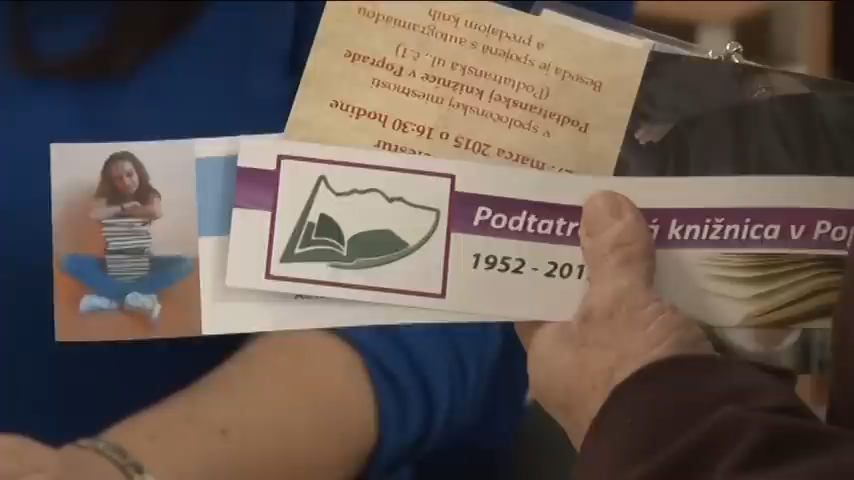 a predajom kníh
Beseda je spojená s autogramiádou
(Podtatranská ul., č.1)
Podtatranskej knižnice v Poprade
v spoločenskej miestnosti
marca 2015 o 16:30 hodine
knižnica v
1952 - 201